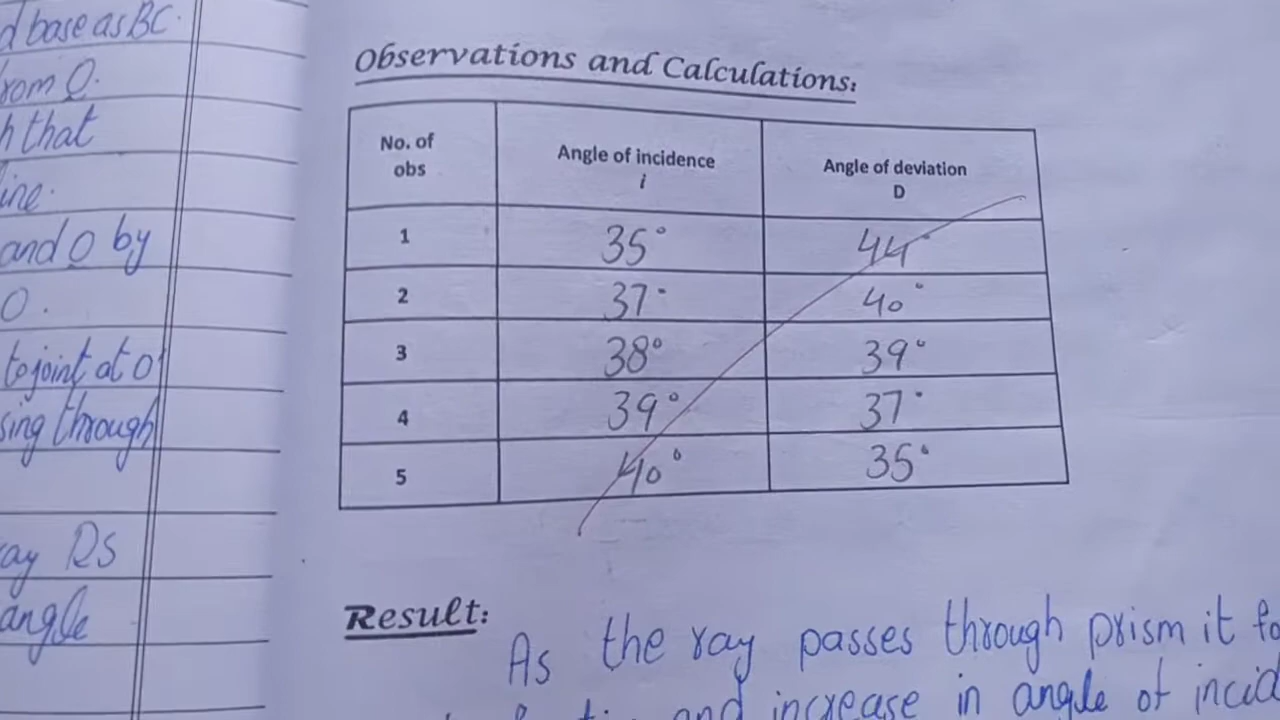 d base as BC.
from O.
h that
line.
and O by
O.
to joint at O
sing through
ay RS
angle
Observations and Calculations:
No. of obs Angle of incidence i Angle of deviation D
1 35° 44°
2 37° 40°
3 38° 39°
4 39° 37°
5 40° 35°
Result:
As the ray passes through prism it fo
and increase in angle of incid